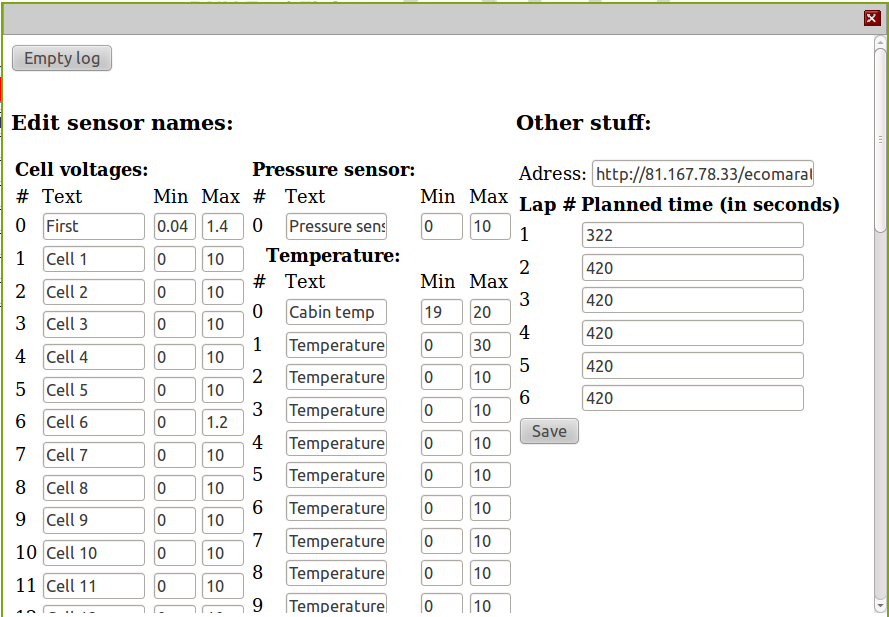 Empty log
Edit sensor names:
Cell voltages:
# Text Min Max
0 First 0.04 1.4
1 Cell 1 0 10
2 Cell 2 0 10
3 Cell 3 0 10
4 Cell 4 0 10
5 Cell 5 0 10
6 Cell 6 0 1.2
7 Cell 7 0 10
8 Cell 8 0 10
9 Cell 9 0 10
10 Cell 10 0 10
11 Cell 11 0 10
Pressure sensor:
# Text Min Max
0 Pressure sens 0 10
Temperature:
# Text Min Max
0 Cabin temp 19 20
1 Temperature 0 30
2 Temperature 0 10
3 Temperature 0 10
4 Temperature 0 10
5 Temperature 0 10
6 Temperature 0 10
7 Temperature 0 10
8 Temperature 0 10
9 Temperature 0 10
Other stuff:
Adress: http://81.167.78.33/ecomaral
Lap # Planned time (in seconds)
1 322
2 420
3 420
4 420
5 420
6 420
Save